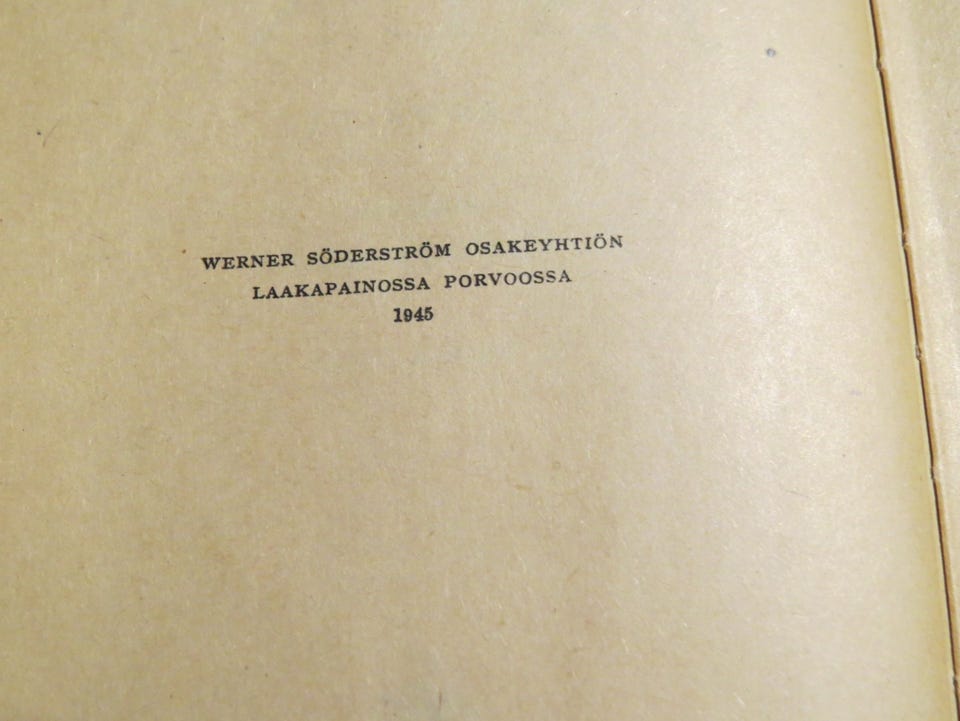 WERNER SÖDERSTRÖM OSAKEYHTIÖN
LAAKAPAINOSSA PORVOOSSA
1945